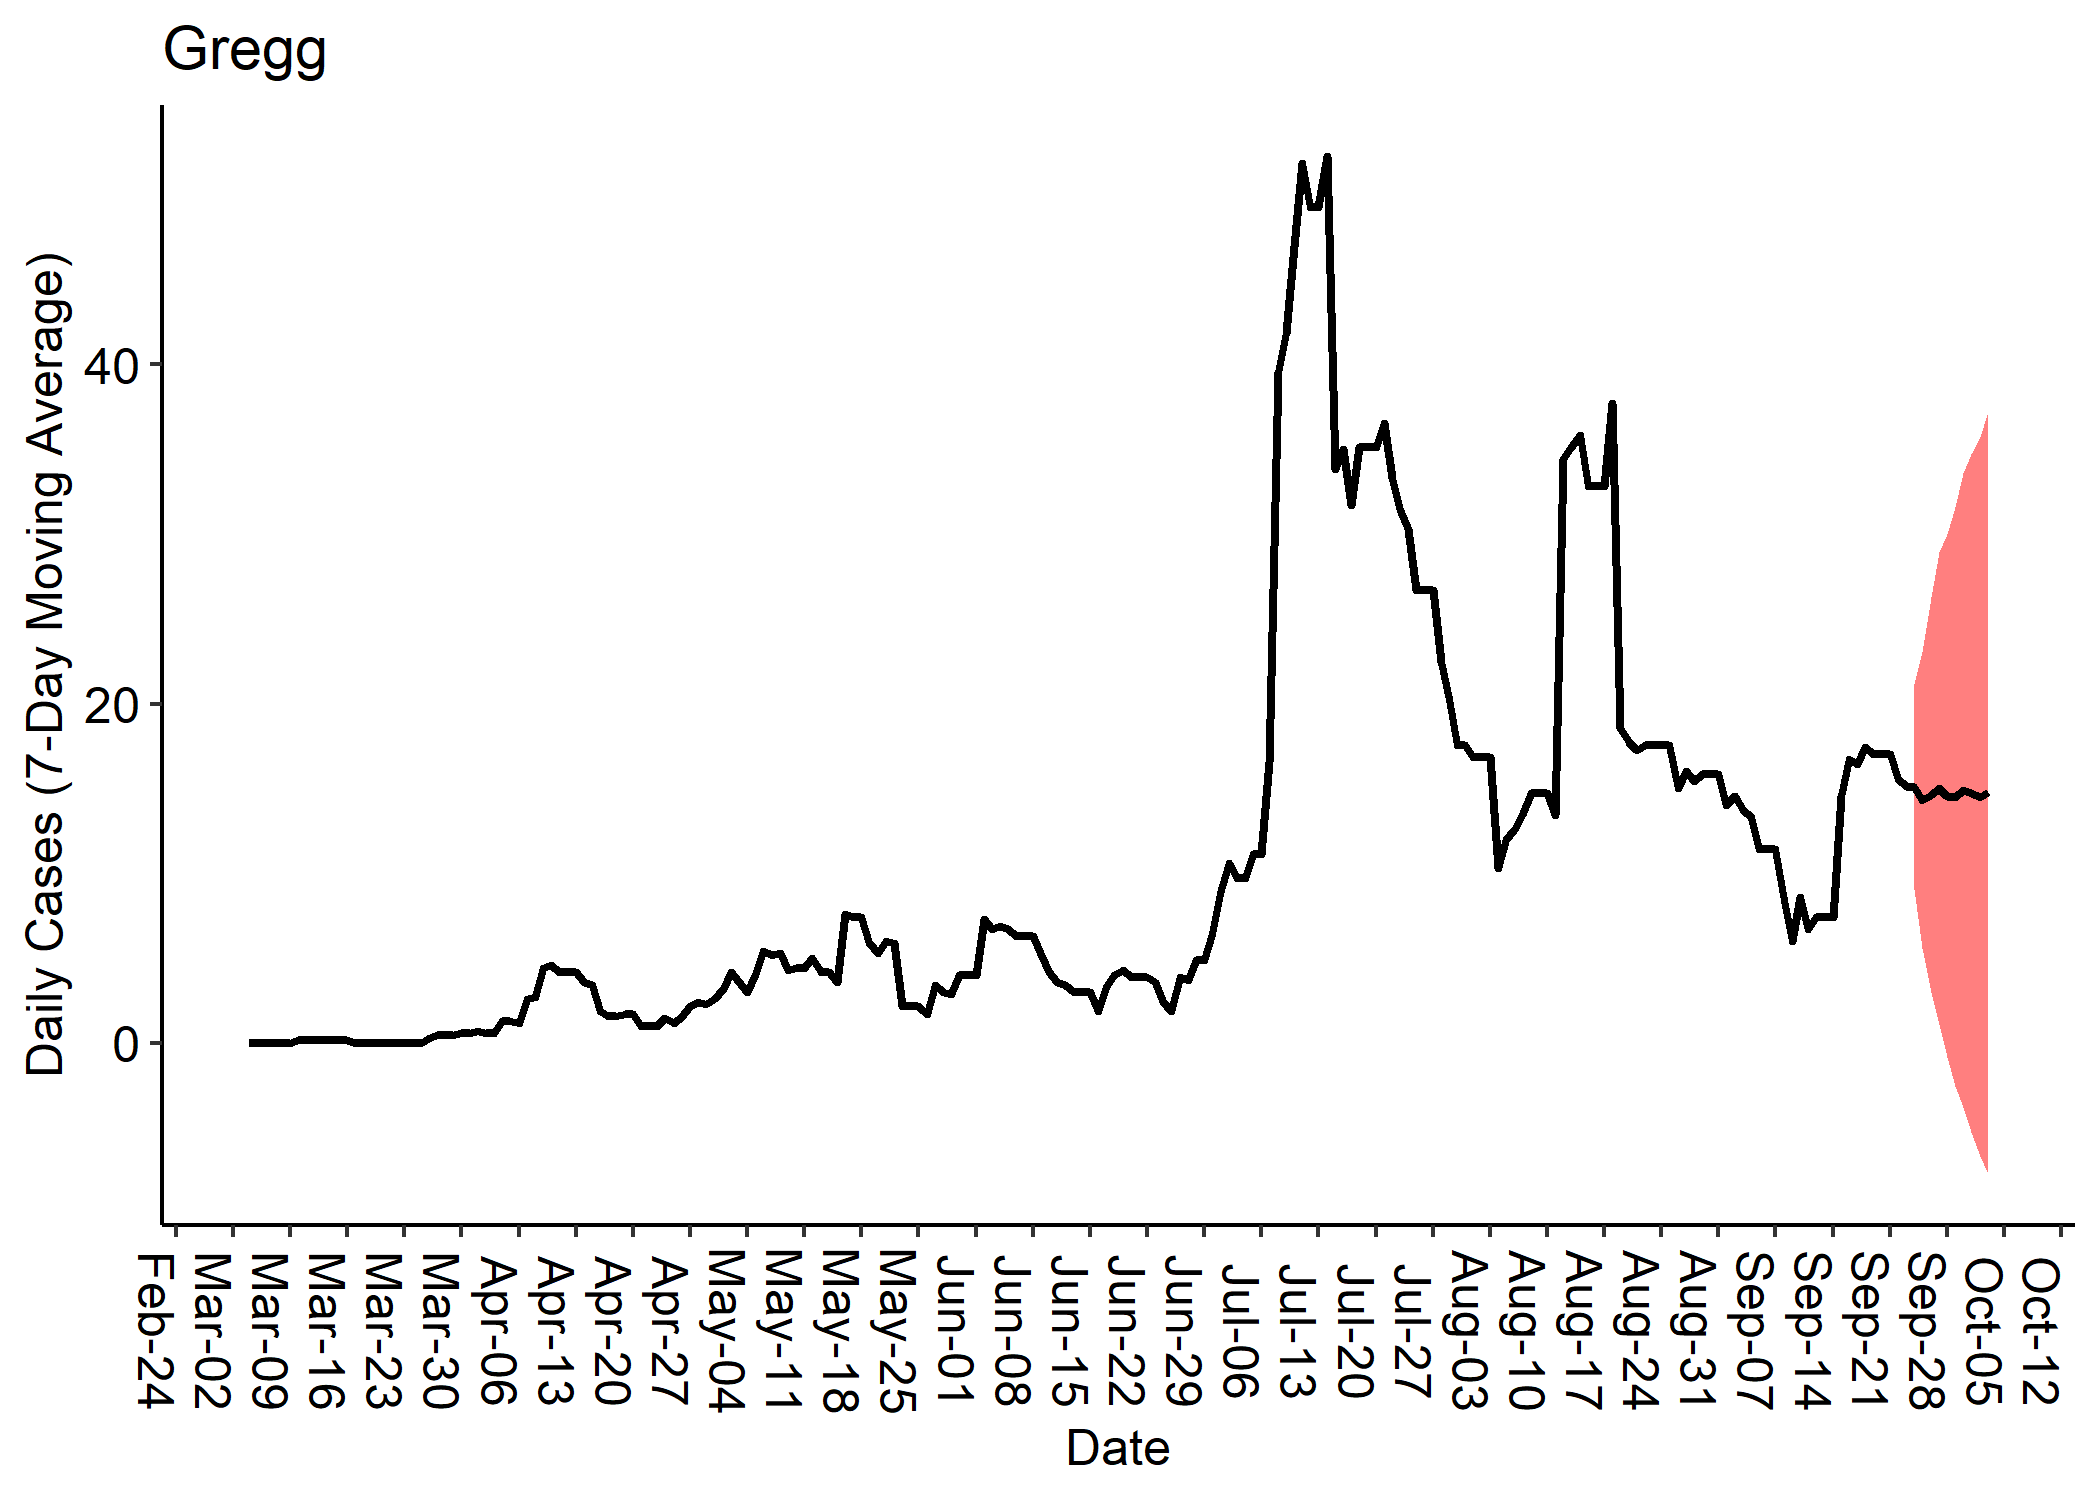 Gregg
Daily Cases (7-Day Moving Average)
40
20
0
Feb-24
Mar-02
Mar-09
Mar-16
Mar-23
Mar-30
Apr-06
Apr-13
Apr-20
Apr-27
May-04
May-11
May-18
May-25
Jun-01
Jun-08
Jun-15
Jun-22
Jun-29
Jul-06
Jul-13
Jul-20
Jul-27
Aug-03
Aug-10
Aug-17
Aug-24
Aug-31
Sep-07
Sep-14
Sep-21
Sep-28
Oct-05
Oct-12
Date